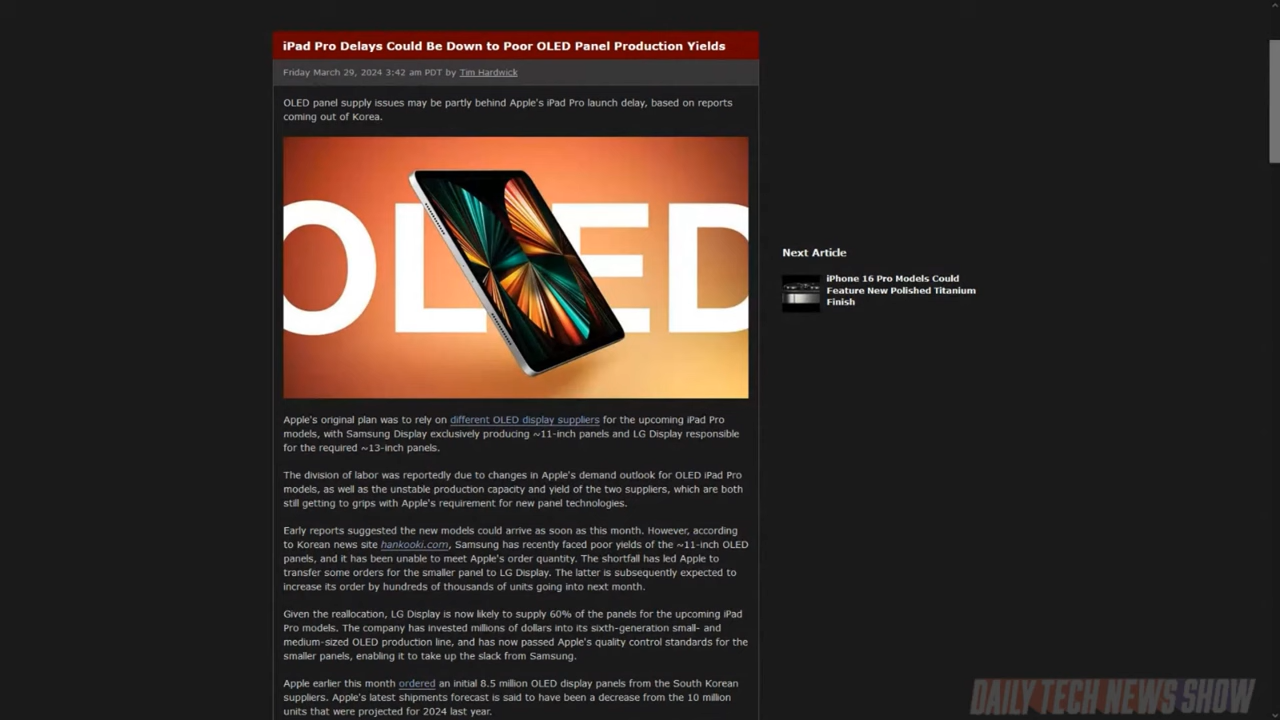 iPad Pro Delays Could Be Down to Poor OLED Panel Production Yields
Friday March 29, 2024 3:42 am PDT by Tim Hardwick
OLED panel supply issues may be partly behind Apple's iPad Pro launch delay, based on reports
coming out of Korea.
OLED
Next Article
iPhone 16 Pro Models Could
Feature New Polished Titanium
Finish
Apple's original plan was to rely on different OLED display suppliers for the upcoming iPad Pro
models, with Samsung Display exclusively producing ~11-inch panels and LG Display responsible
for the required ~13-inch panels.
The division of labor was reportedly due to changes in Apple's demand outlook for OLED iPad Pro
models, as well as the unstable production capacity and yield of the two suppliers, which are both
still getting to grips with Apple's requirement for new panel technologies.
Early reports suggested the new models could arrive as soon as this month. However, according
to Korean news site hankooki.com, Samsung has recently faced poor yields of the ~11-inch OLED
panels, and it has been unable to meet Apple's order quantity. The shortfall has led Apple to
transfer some orders for the smaller panel to LG Display. The latter is subsequently expected to
increase its order by hundreds of thousands of units going into next month.
Given the reallocation, LG Display is now likely to supply 60% of the panels for the upcoming iPad
Pro models. The company has invested millions of dollars into its sixth-generation small- and
medium-sized OLED production line, and has now passed Apple's quality control standards for the
smaller panels, enabling it to take up the slack from Samsung.
Apple earlier this month ordered an initial 8.5 million OLED display panels from the South Korean
suppliers. Apple's latest shipments forecast is said to have been a decrease from the 10 million
units that were projected for 2024 last year.
DAILY TECH NEWS SHOW